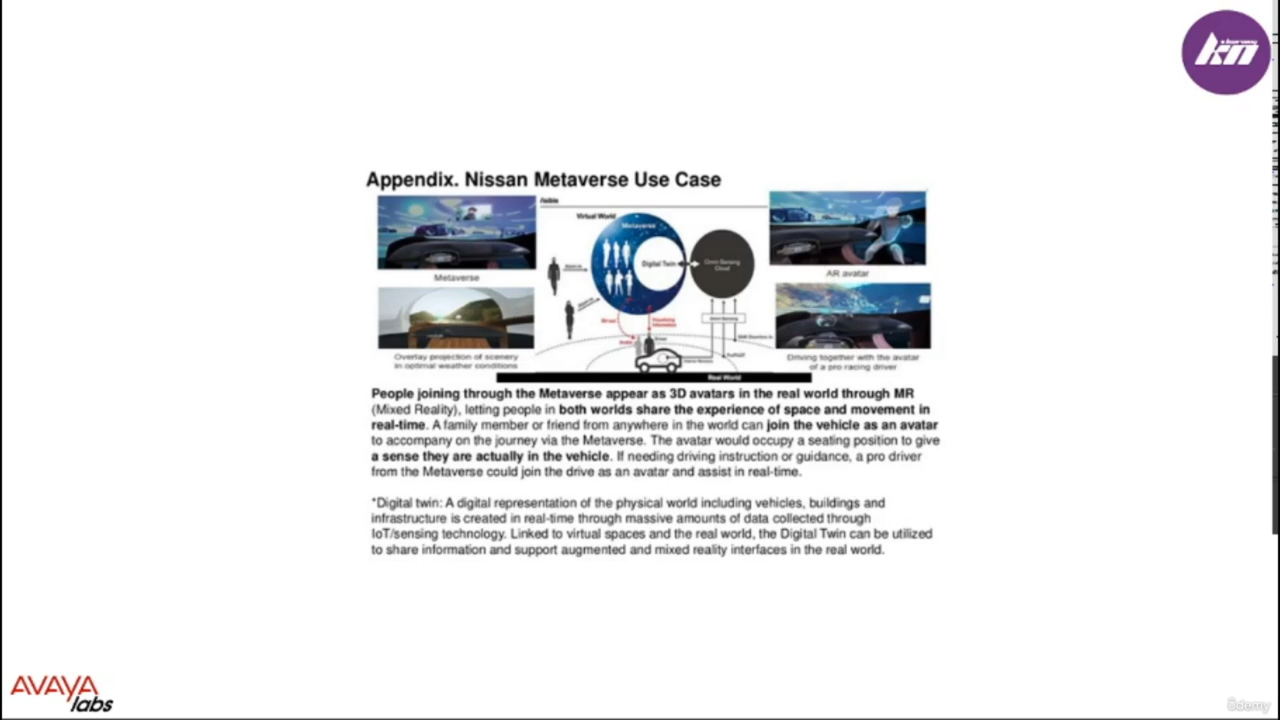 kn
Appendix. Nissan Metaverse Use Case
Virtual World
Metaverse
Digital Twin
Omni-Sensing
Cloud
Metaverse
AR avatar
Overlay projection of scenery
in optimal weather conditions
Driving together with the avatar
of a pro racing driver
Real World
People joining through the Metaverse appear as 3D avatars in the real world through MR
(Mixed Reality), letting people in both worlds share the experience of space and movement in
real-time. A family member or friend from anywhere in the world can join the vehicle as an avatar
to accompany on the journey via the Metaverse. The avatar would occupy a seating position to give
a sense they are actually in the vehicle. If needing driving instruction or guidance, a pro driver
from the Metaverse could join the drive as an avatar and assist in real-time.
*Digital twin: A digital representation of the physical world including vehicles, buildings and
infrastructure is created in real-time through massive amounts of data collected through
IoT/sensing technology. Linked to virtual spaces and the real world, the Digital Twin can be utilized
to share information and support augmented and mixed reality interfaces in the real world.
AVAYA
labs
Udemy